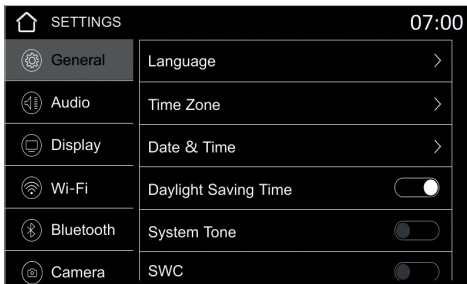 SETTINGS 07:00
General
Audio
Display
Wi-Fi
Bluetooth
Camera
Language
Time Zone
Date & Time
Daylight Saving Time
System Tone
SWC